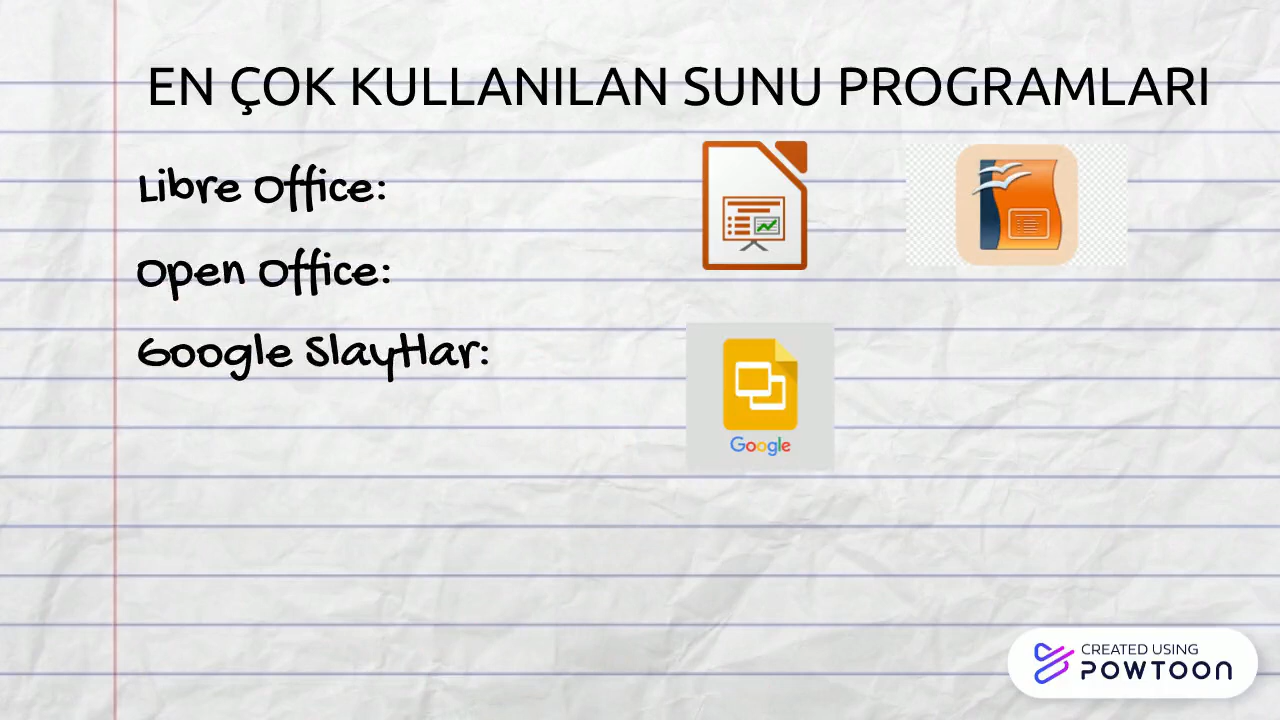 EN ÇOK KULLANILAN SUNU PROGRAMLARI
Libre Office:
Open Office:
Google Slaytlar:
Google
CREATED USING
POWTOON